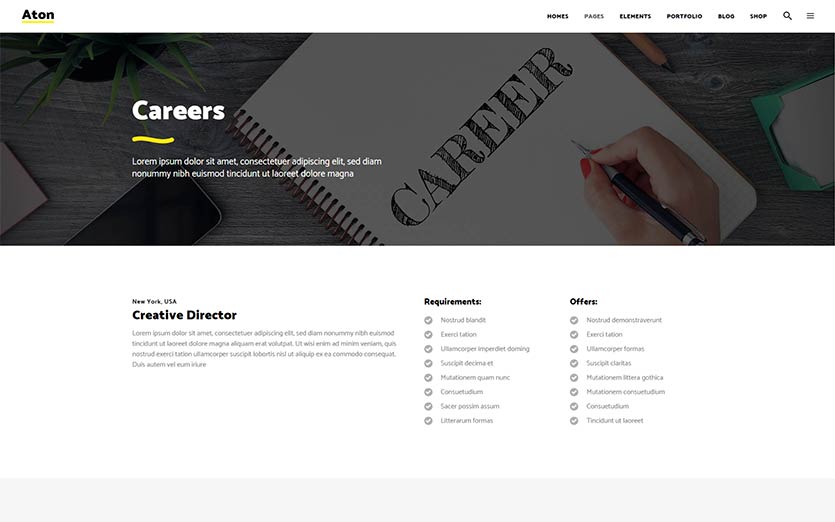 Aton
HOMES PAGES ELEMENTS PORTFOLIO BLOG SHOP
CAREER
Careers
Lorem ipsum dolor sit amet, consectetuer adipiscing elit, sed diam
nonummy nibh euismod tincidunt ut laoreet dolore magna
New York, USA
Creative Director
Lorem ipsum dolor sit amet, consectetuer adipiscing elit, sed diam nonummy nibh euismod
tincidunt ut laoreet dolore magna aliquam erat volutpat. Ut wisi enim ad minim veniam, quis
nostrud exerci tation ullamcorper suscipit lobortis nisl ut aliquip ex ea commodo consequat.
Duis autem vel eum iriure
Requirements:
Nostrud blandit
Exerci tation
Ullamcorper imperdiet doming
Suscipit decima et
Mutationem quam nunc
Consuetudium
Sacer possim assum
Litterarum formas
Offers:
Nostrud demonstraverunt
Exerci tation
Ullamcorper formas
Suscipit claritas
Mutationem littera gothica
Mutationem consuetudium
Consuetudium
Tincidunt ut laoreet